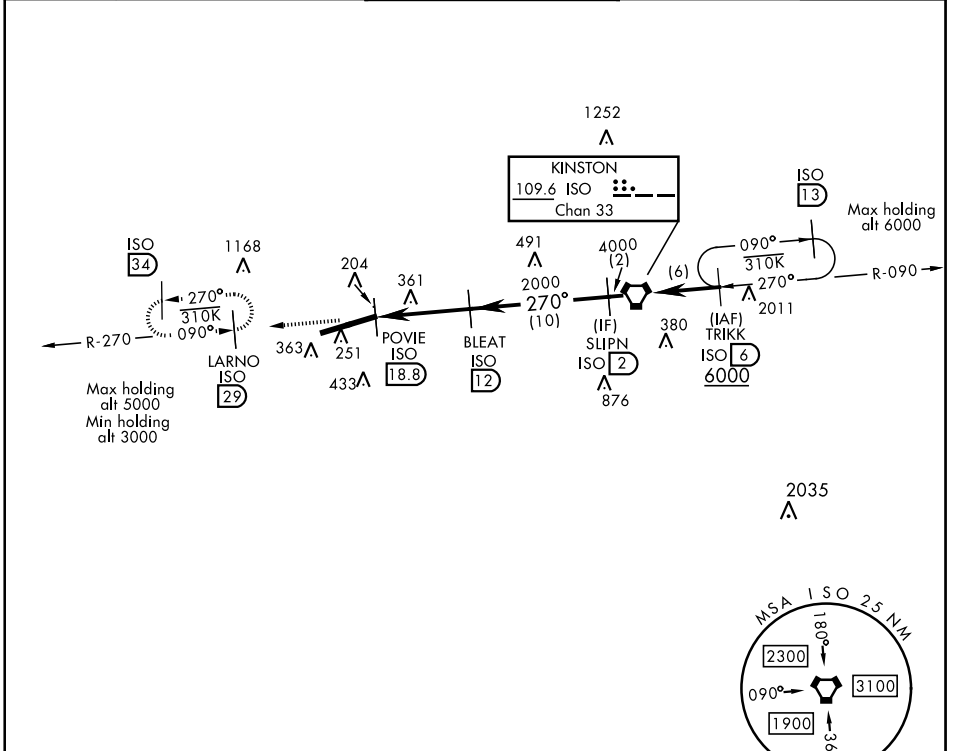 1252
KINSTON
109.6 ISO
Chan 33
ISO
13
Max holding
alt 6000
090°
310K
270°
R-090
2011
(6)
(IAF)
TRIKK
ISO 6
6000
380
4000
(2)
491
2000
270°
(10)
(IF)
SLIPN
ISO 2
876
BLEAT
ISO
12
361
204
POVIE
ISO
18.8
251
363
433
1168
ISO
34
270°
310K
090°
R-270
LARNO
ISO
29
Max holding
alt 5000
Min holding
alt 3000
2035
MSA ISO 25 NM
180°
2300
090°
3100
1900